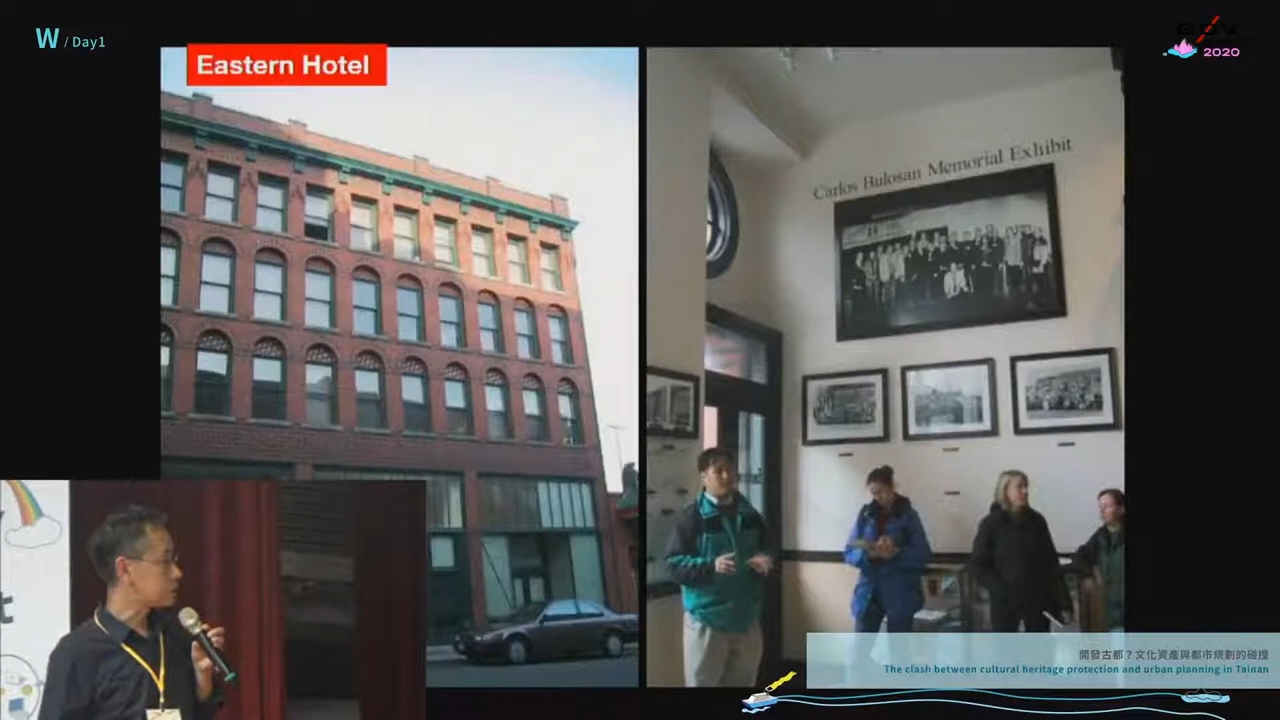 W / Day1
2020
Eastern Hotel
Carlos Bulosan Memorial Exhibit
開發古都？文化資產與都市規劃的碰撞
The clash between cultural heritage protection and urban planning in Tainan